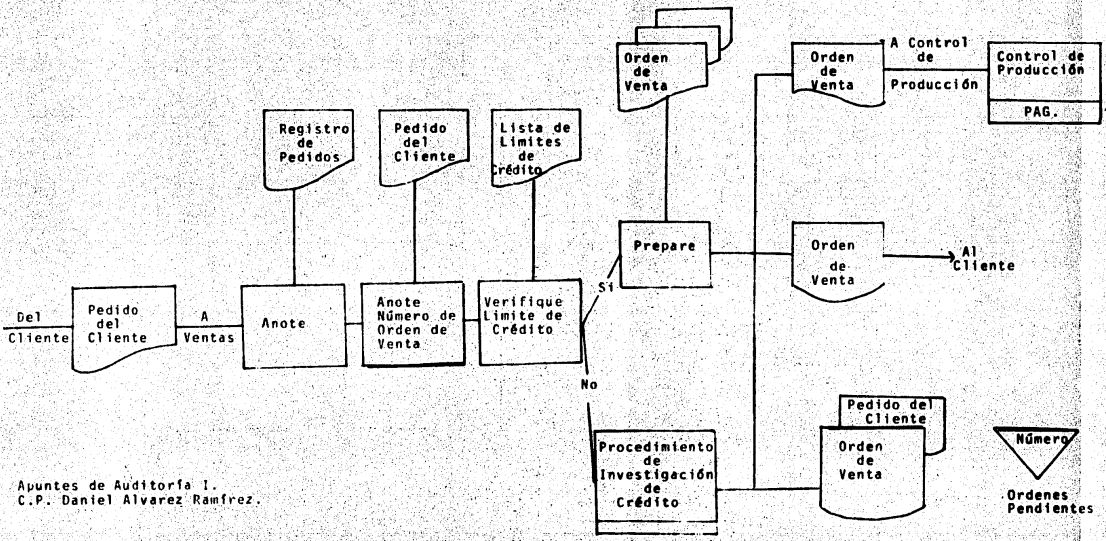 Orden
de
Venta
Orden
de
Venta
A Control
de
Producción
Control de
Producción
PAG.
Registro
de
Pedidos
Pedido
del
Cliente
Lista de
Limites
de
Crédito
Prepare
Orden
de
Venta
Al
Cliente
Si
Del
Cliente
Pedido
del
Cliente
A
Ventas
Anote
Anote
Número de
Orden de
Venta
Verifique
Limite de
Crédito
No
Procedimiento
de
Investigación
de
Crédito
Pedido del
Cliente
Orden
de
Venta
Número
Ordenes
Pendientes
Apuntes de Auditoría I.
C.P. Daniel Alvarez Ramírez.